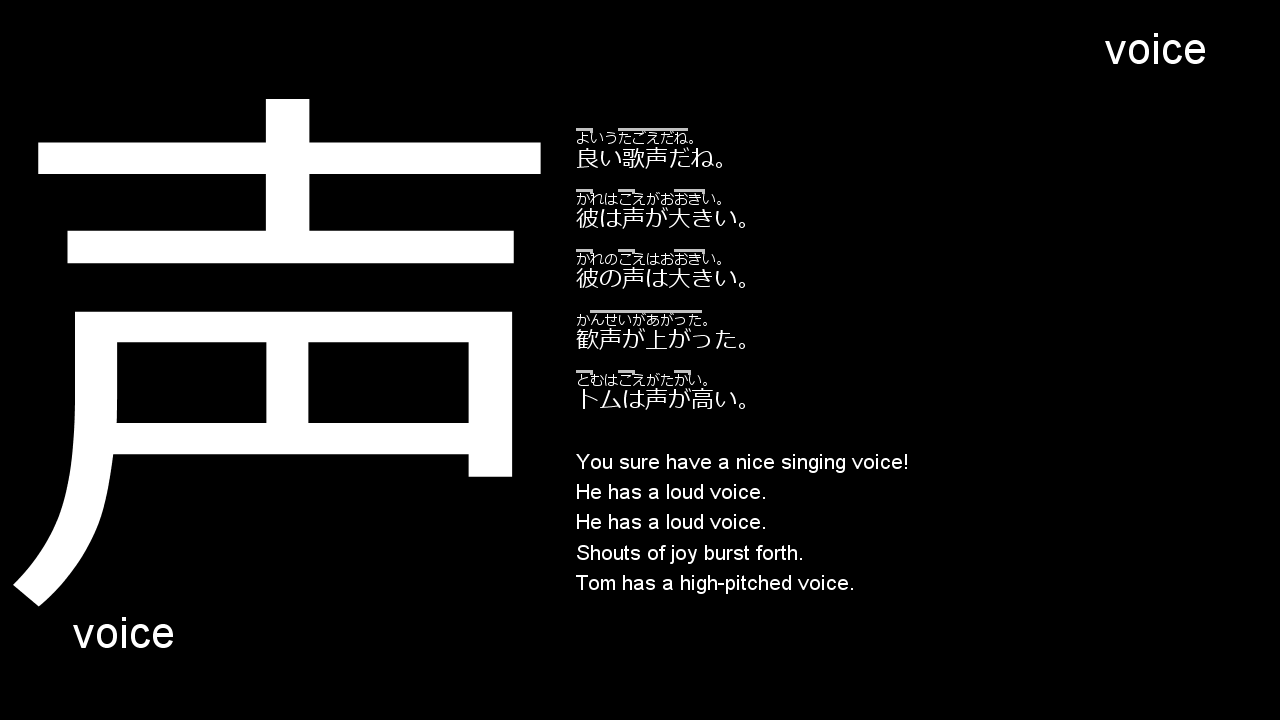 voice
声
よいうたごえだね。
良い歌声だね。
かれはこえがおおきい。
彼は声が大きい。
かれのこえはおおきい。
彼の声は大きい。
かんせいがあがった。
歓声が上がった。
とむはこえがたかい。
トムは声が高い。
You sure have a nice singing voice!
He has a loud voice.
He has a loud voice.
Shouts of joy burst forth.
Tom has a high-pitched voice.
voice